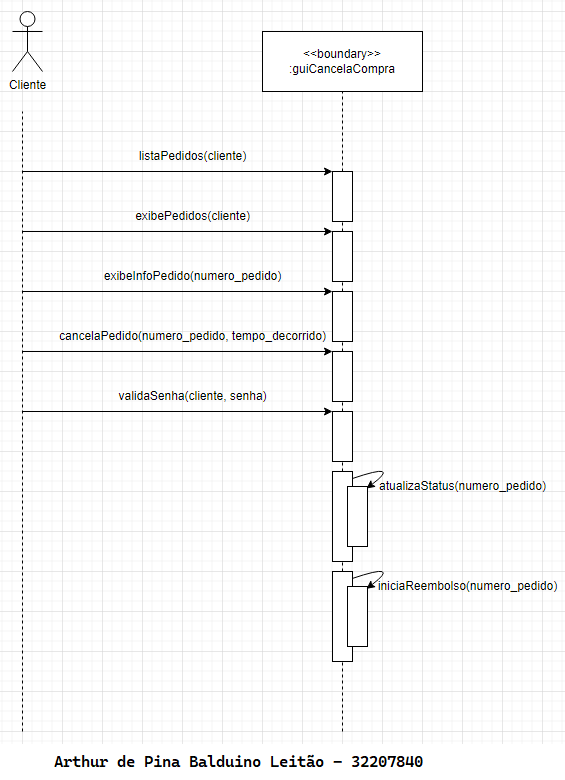 <<boundary>>
:guiCancelaCompra
Cliente
listaPedidos(cliente)
exibePedidos(cliente)
exibeInfoPedido(numero_pedido)
cancelaPedido(numero_pedido, tempo_decorrido)
validaSenha(cliente, senha)
atualizaStatus(numero_pedido)
iniciaReembolso(numero_pedido)
Arthur de Pina Balduino Leitão - 32207840